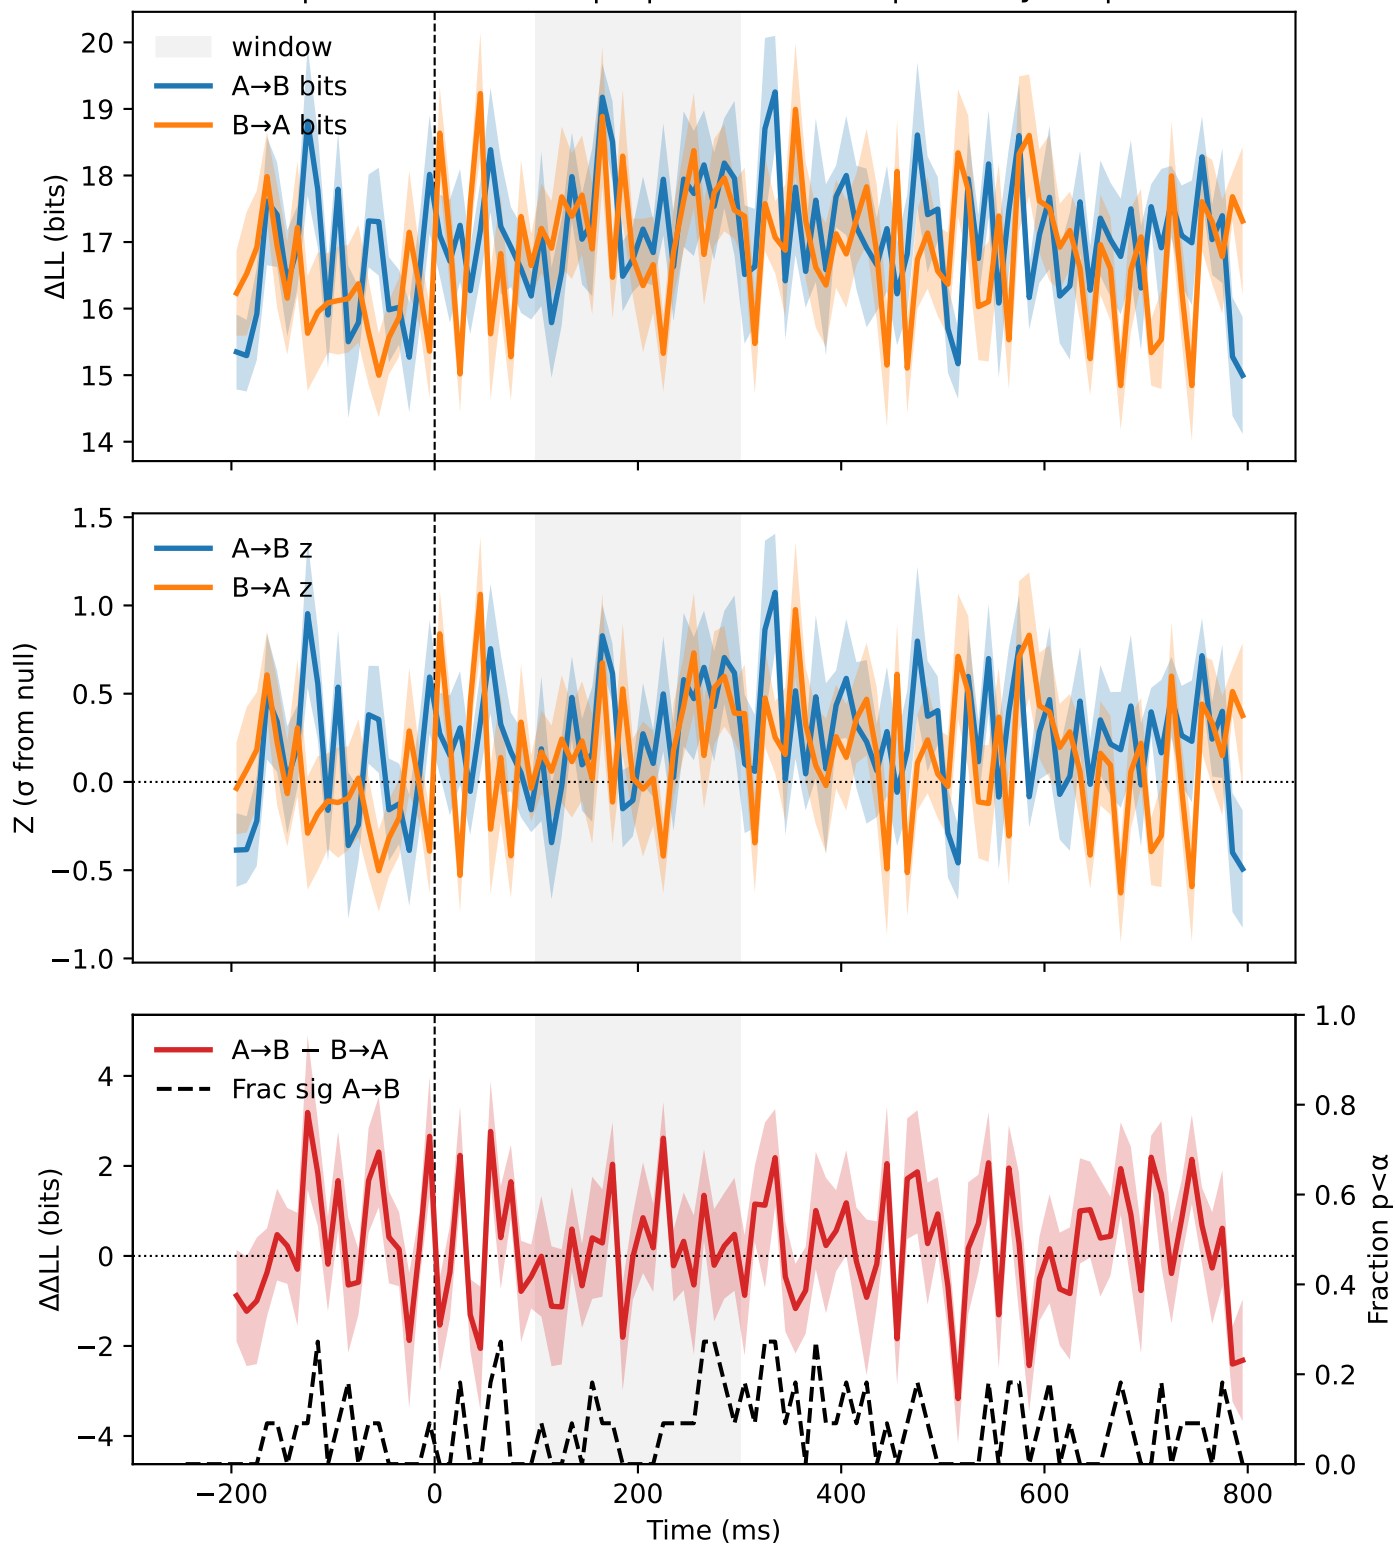 20
19
18
17
16
15
14
ΔLL (bits)
window
A→B bits
B→A bits
1.5
1.0
0.5
0.0
−0.5
−1.0
Z (σ from null)
A→B z
B→A z
4
2
0
−2
−4
ΔΔLL (bits)
A→B − B→A
Frac sig A→B
1.0
0.8
0.6
0.4
0.2
0.0
Fraction p<α
−200
0
200
400
600
800
Time (ms)